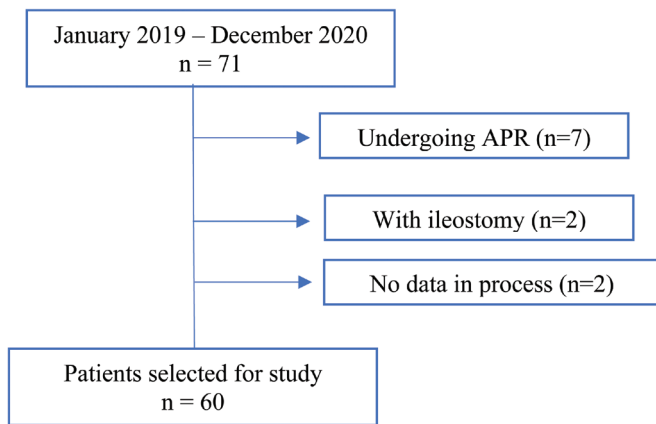 January 2019 – December 2020
n = 71
Undergoing APR (n=7)
With ileostomy (n=2)
No data in process (n=2)
Patients selected for study
n = 60